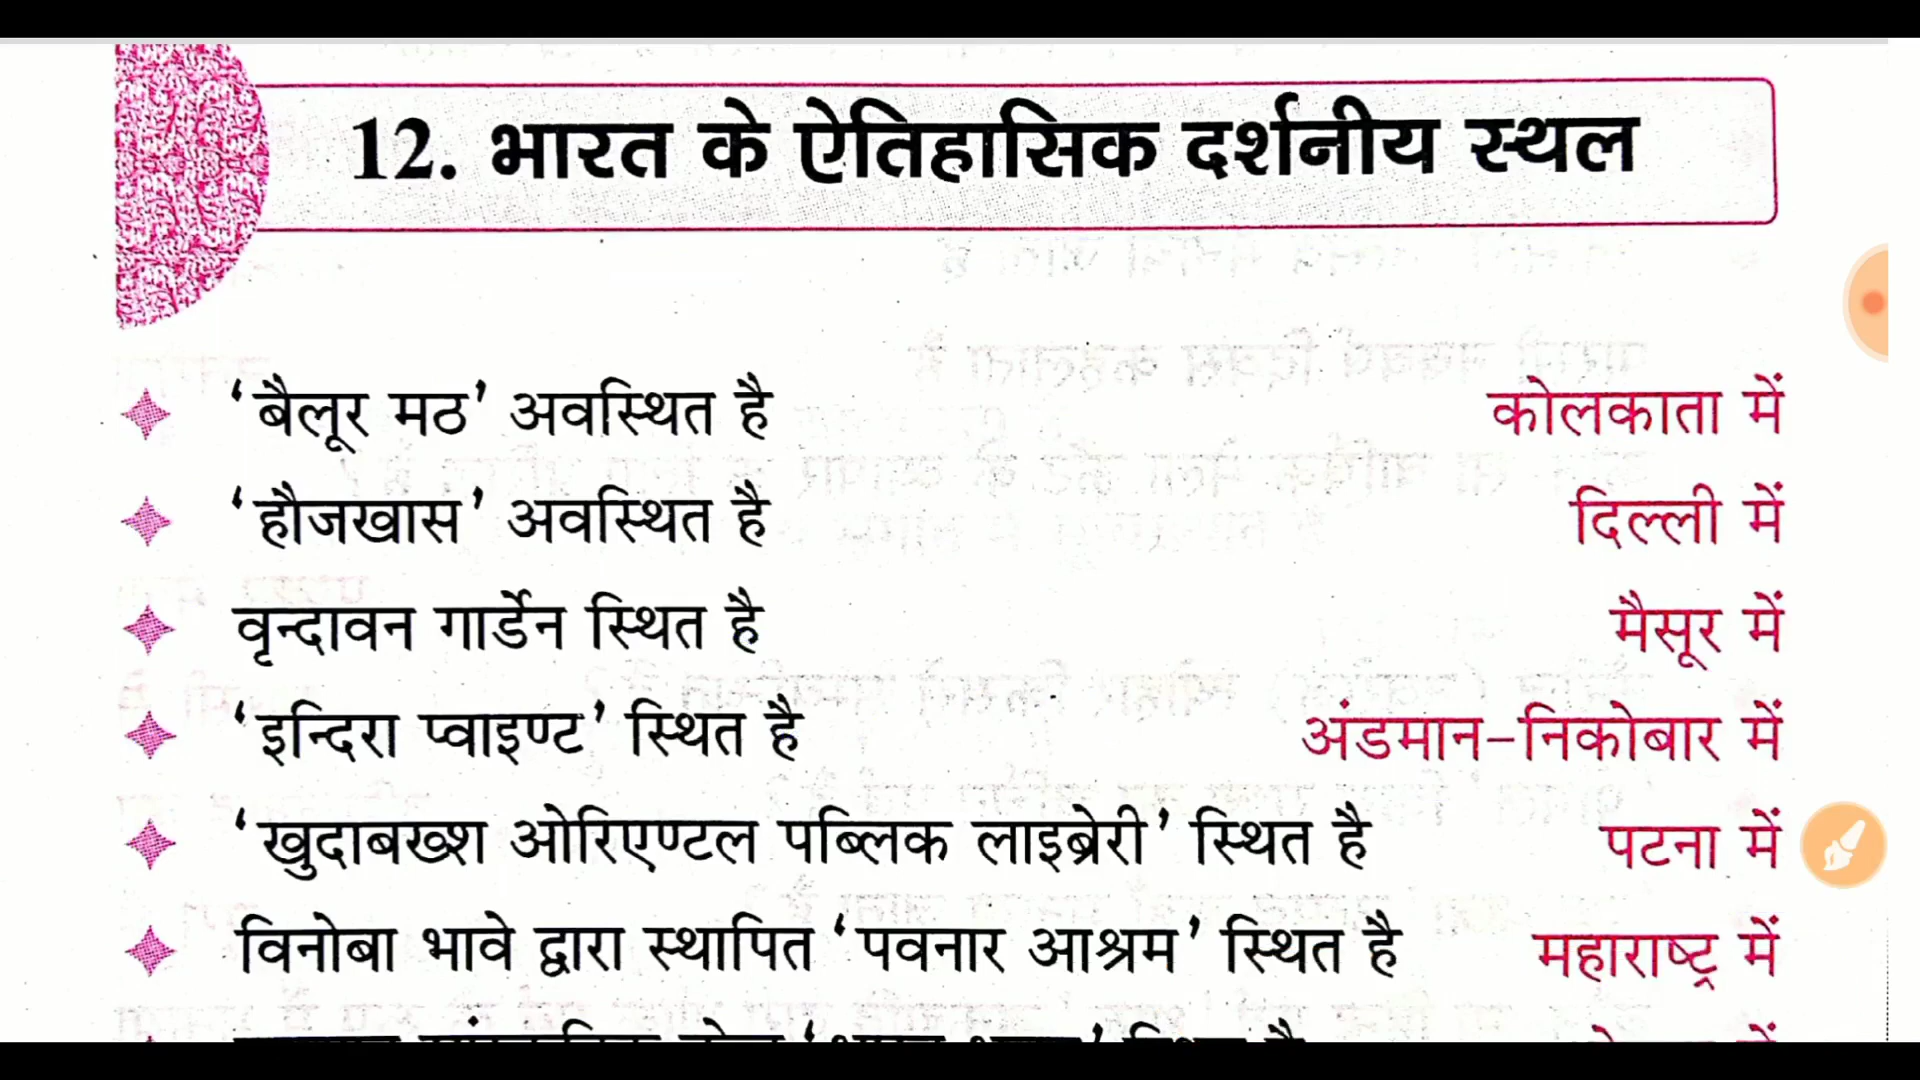 12. भारत के ऐतिहासिक दर्शनीय स्थल
‘बैलूर मठ’ अवस्थित है कोलकाता में
‘हौजखास’ अवस्थित है दिल्ली में
वृन्दावन गार्डेन स्थित है मैसूर में
‘इन्दिरा प्वाइण्ट’ स्थित है अंडमान-निकोबार में
‘खुदाबख्श ओरिएण्टल पब्लिक लाइब्रेरी’ स्थित है पटना में
विनोबा भावे द्वारा स्थापित ‘पवनार आश्रम’ स्थित है महाराष्ट्र में